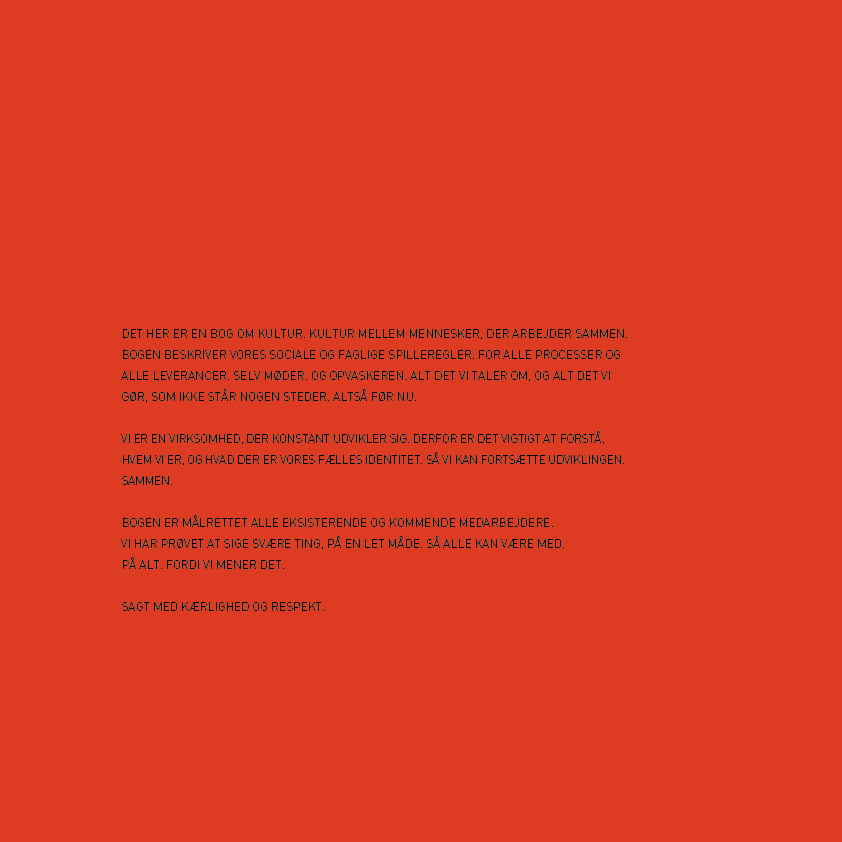 DET HER ER EN BOG OM KULTUR. KULTUR MELLEM MENNESKER, DER ARBEJDER SAMMEN.
BOGEN BESKRIVER VORES SOCIALE OG FAGLIGE SPILLEREGLER. FOR ALLE PROCESSER OG
ALLE LEVERANCER. SELV MØDER. OG OPVASKEREN. ALT DET VI TALER OM, OG ALT DET VI
GØR, SOM IKKE STÅR NOGEN STEDER. ALTSÅ FØR NU.
VI ER EN VIRKSOMHED, DER KONSTANT UDVIKLER SIG. DERFOR ER DET VIGTIGT AT FORSTÅ,
HVEM VI ER, OG HVAD DER ER VORES FÆLLES IDENTITET. SÅ VI KAN FORTSÆTTE UDVIKLINGEN.
SAMMEN.
BOGEN ER MÅLRETTET ALLE EKSISTERENDE OG KOMMENDE MEDARBEJDERE.
VI HAR PRØVET AT SIGE SVÆRE TING, PÅ EN LET MÅDE. SÅ ALLE KAN VÆRE MED.
PÅ ALT. FORDI VI MENER DET.
SAGT MED KÆRLIGHED OG RESPEKT.